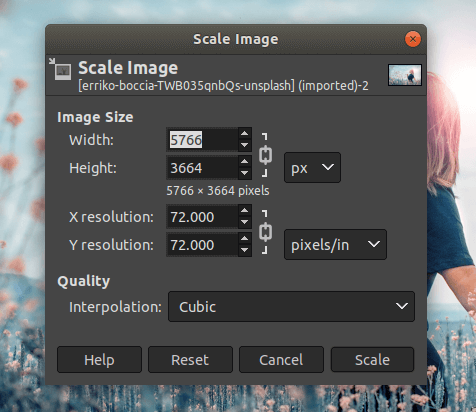 Scale Image
Scale Image
[erriko-boccia-TWB035qnbQs-unsplash] (imported)-2
Image Size
Width: 5766
Height: 3664 px
5766 × 3664 pixels
X resolution: 72.000
Y resolution: 72.000 pixels/in
Quality
Interpolation: Cubic
Help Reset Cancel Scale